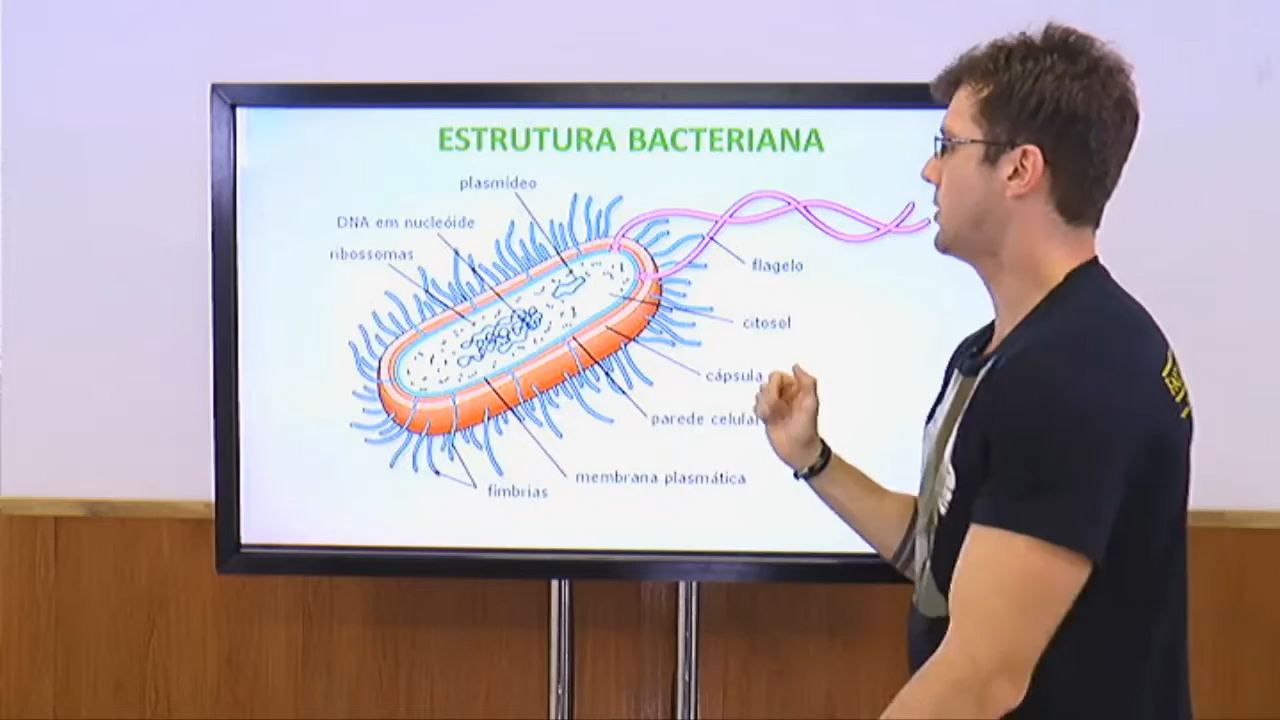 ESTRUTURA BACTERIANA
plasmídeo
DNA em nucleóide
ribossomas
flagelo
citosol
cápsula
parede celular
membrana plasmática
fímbrias